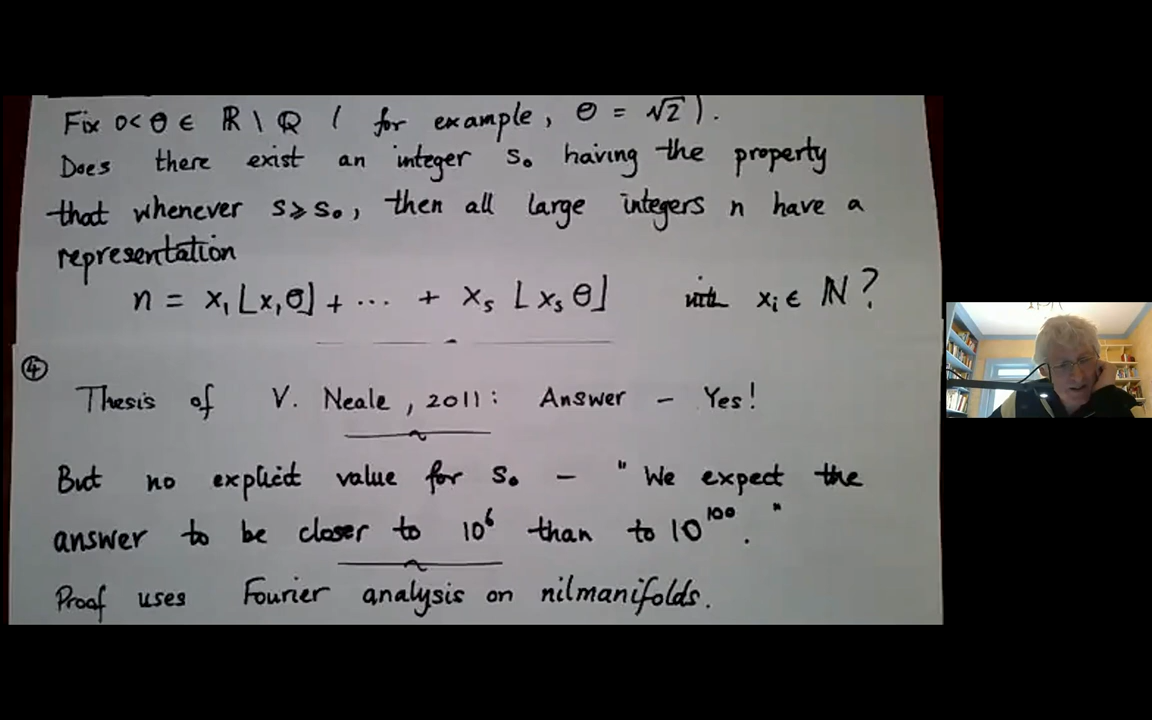 Fix 0<θ ∈ ℝ \ ℚ ( for example, θ = √2 ).
Does there exist an integer s₀ having the property
that whenever s ≥ s₀, then all large integers n have a
representation
n = x₁ ⌊x₁θ⌋ + ... + xₛ ⌊xₛ θ⌋ with xᵢ ∈ ℕ ?
④
Thesis of V. Neale, 2011: Answer – Yes!
But no explicit value for s₀ – "We expect the
answer to be closer to 10⁶ than to 10¹⁰⁰."
Proof uses Fourier analysis on nilmanifolds.